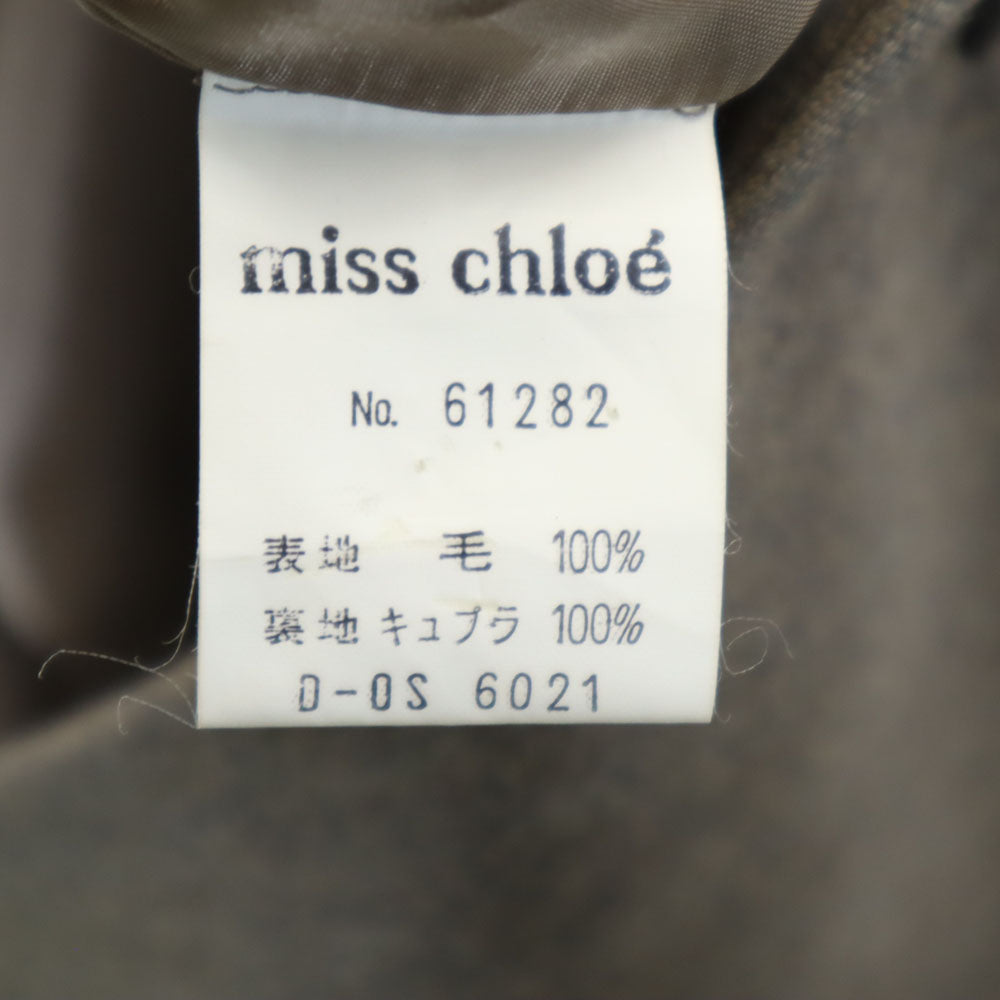 miss chloé
No. 61282
表地 毛 100%
裏地 キュプラ 100%
D-OS 6021